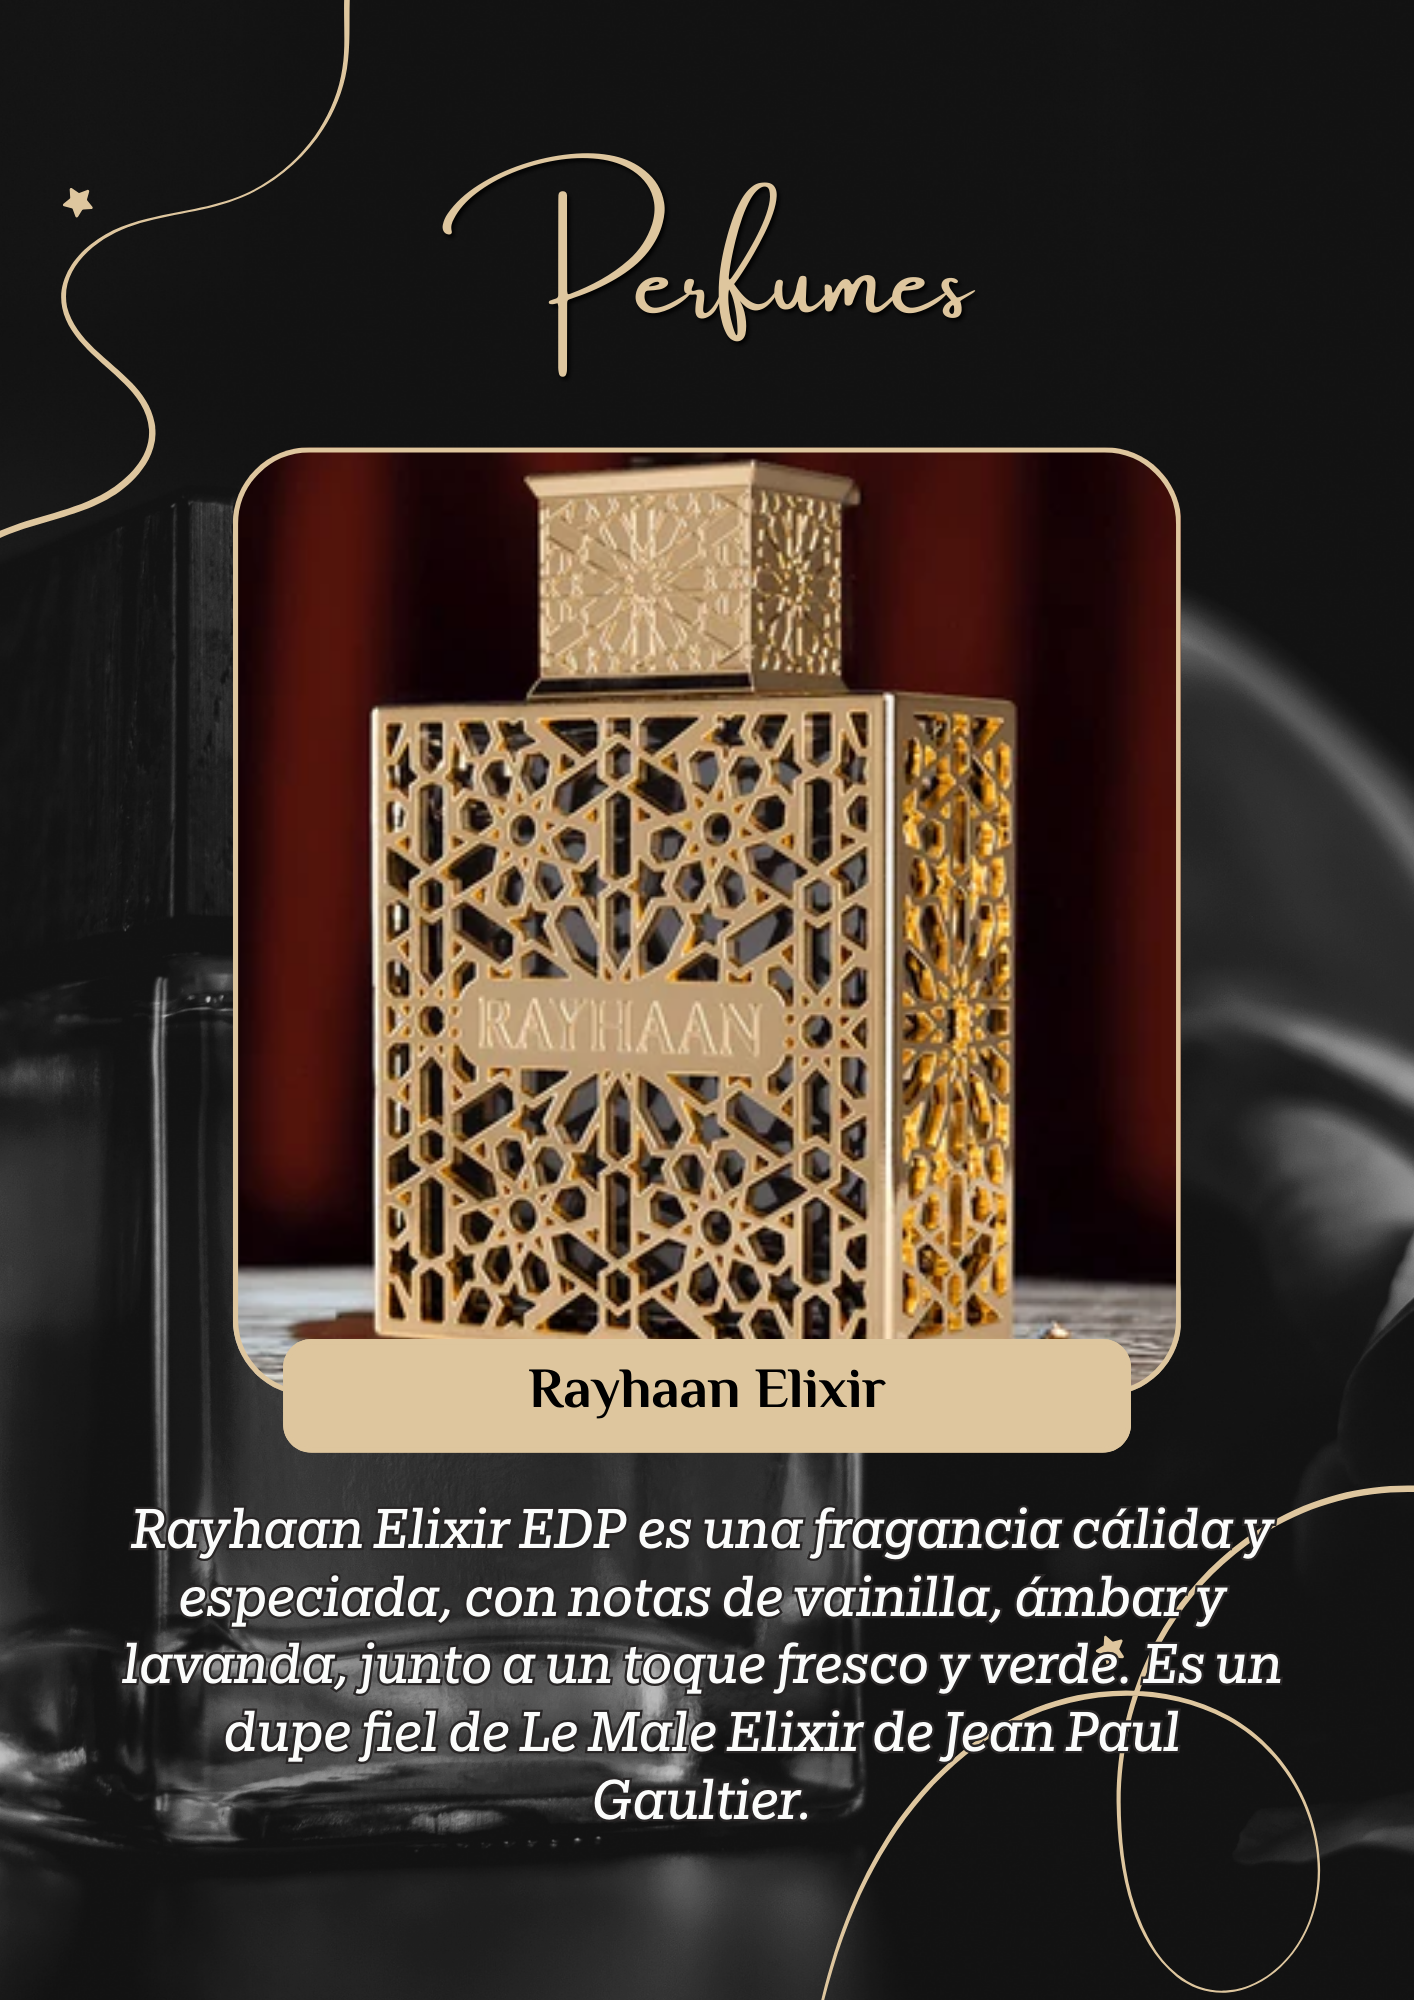 Perfumes
RAYHAAN
Rayhaan Elixir
Rayhaan Elixir EDP es una fragancia cálida y
especiada, con notas de vainilla, ámbar y
lavanda, junto a un toque fresco y verde. Es un
dupe fiel de Le Male Elixir de Jean Paul
Gaultier.